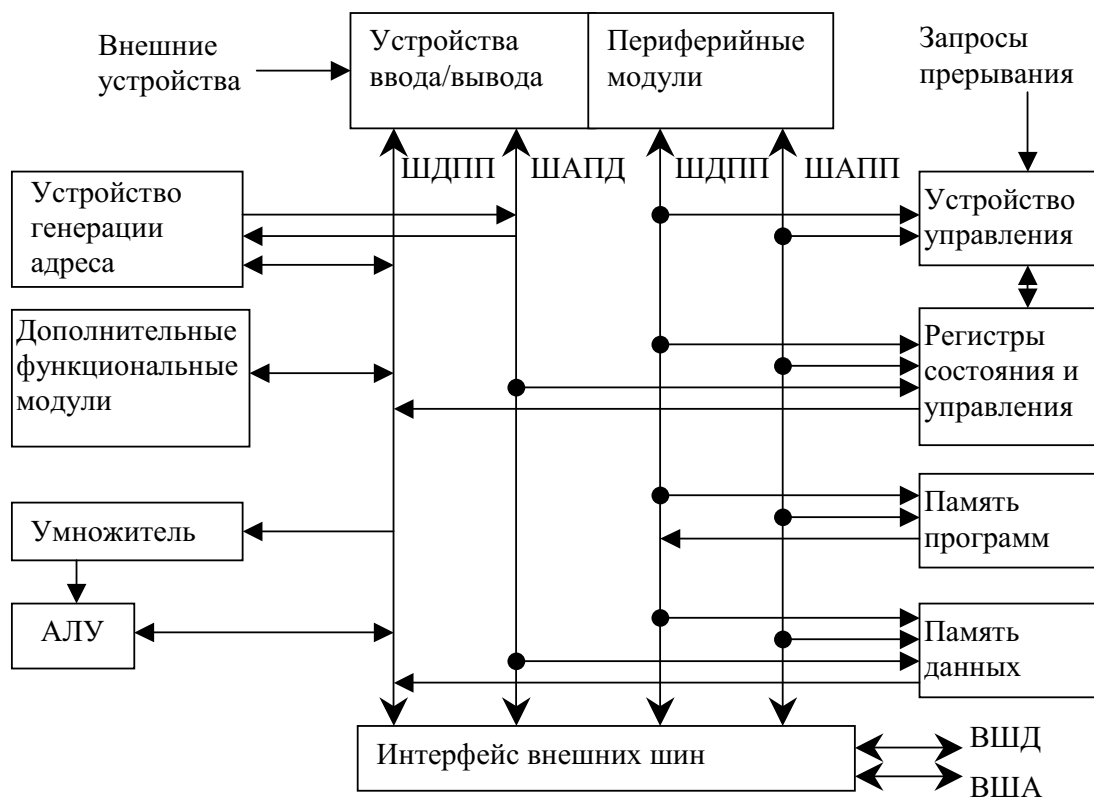 Внешние
устройства
Устройства
ввода/вывода
Периферийные
модули
Запросы
прерывания
ШДПП
ШАПД
ШДПП
ШАПП
Устройство
генерации
адреса
Устройство
управления
Дополнительные
функциональные
модули
Регистры
состояния и
управления
Умножитель
Память
программ
АЛУ
Память
данных
Интерфейс внешних шин
ВШД
ВША